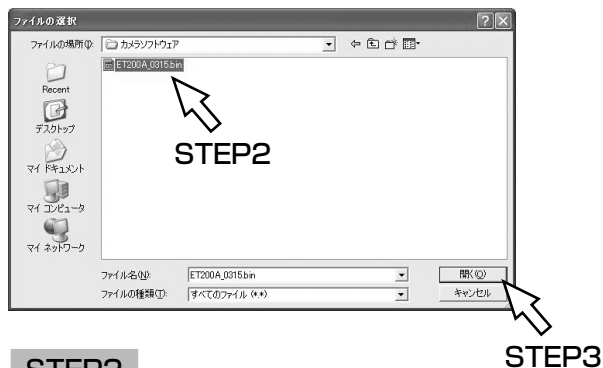 ファイルの選択
ファイルの場所(I):
カメラソフトウェア
ET200A_0315.bin
Recent
デスクトップ
マイ ドキュメント
マイ コンピュータ
マイ ネットワーク
STEP2
ファイル名(N):
ET200A_0315.bin
開く(O)
ファイルの種類(T):
すべてのファイル (*.*)
キャンセル
STEP3